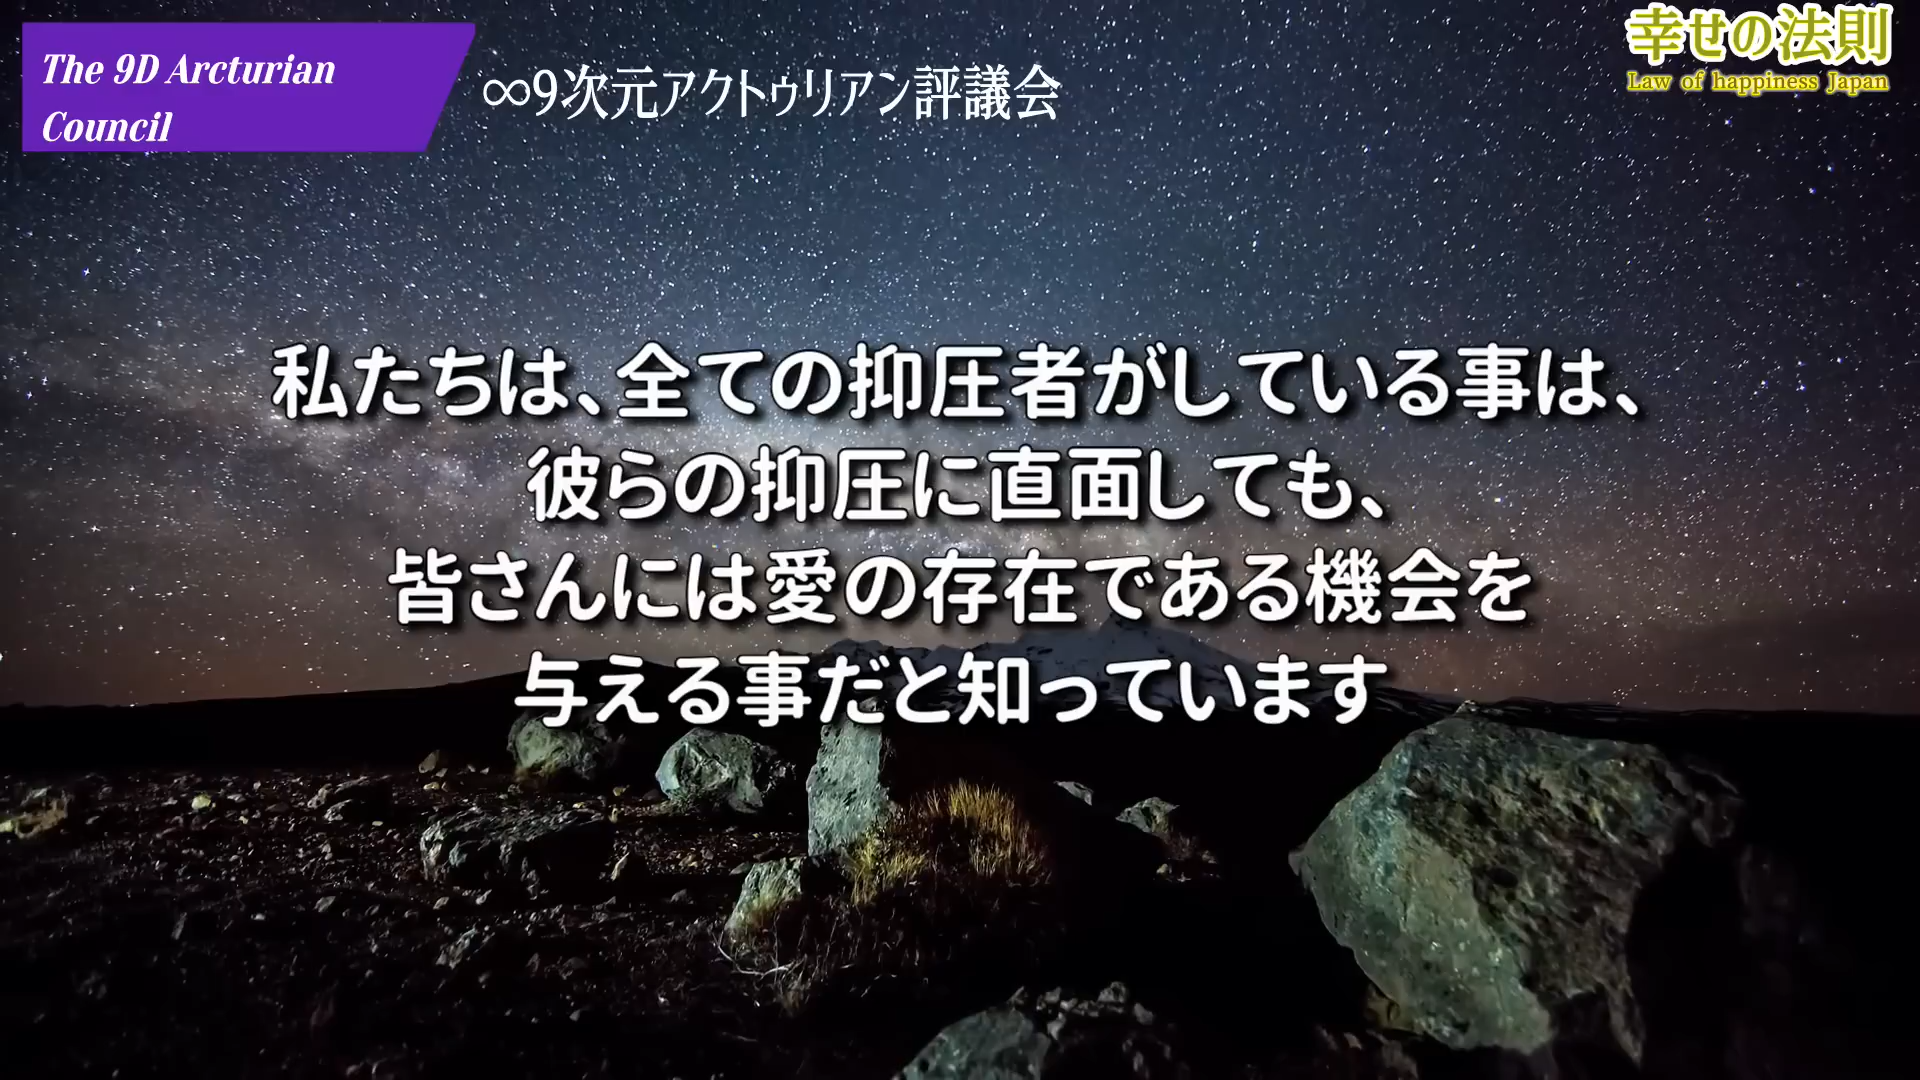 The 9D Arcturian
Council
∞9次元アクトゥリアン評議会
幸せの法則
Law of happiness Japan
私たちは、全ての抑圧者がしている事は、
彼らの抑圧に直面しても、
皆さんには愛の存在である機会を
与える事だと知っています